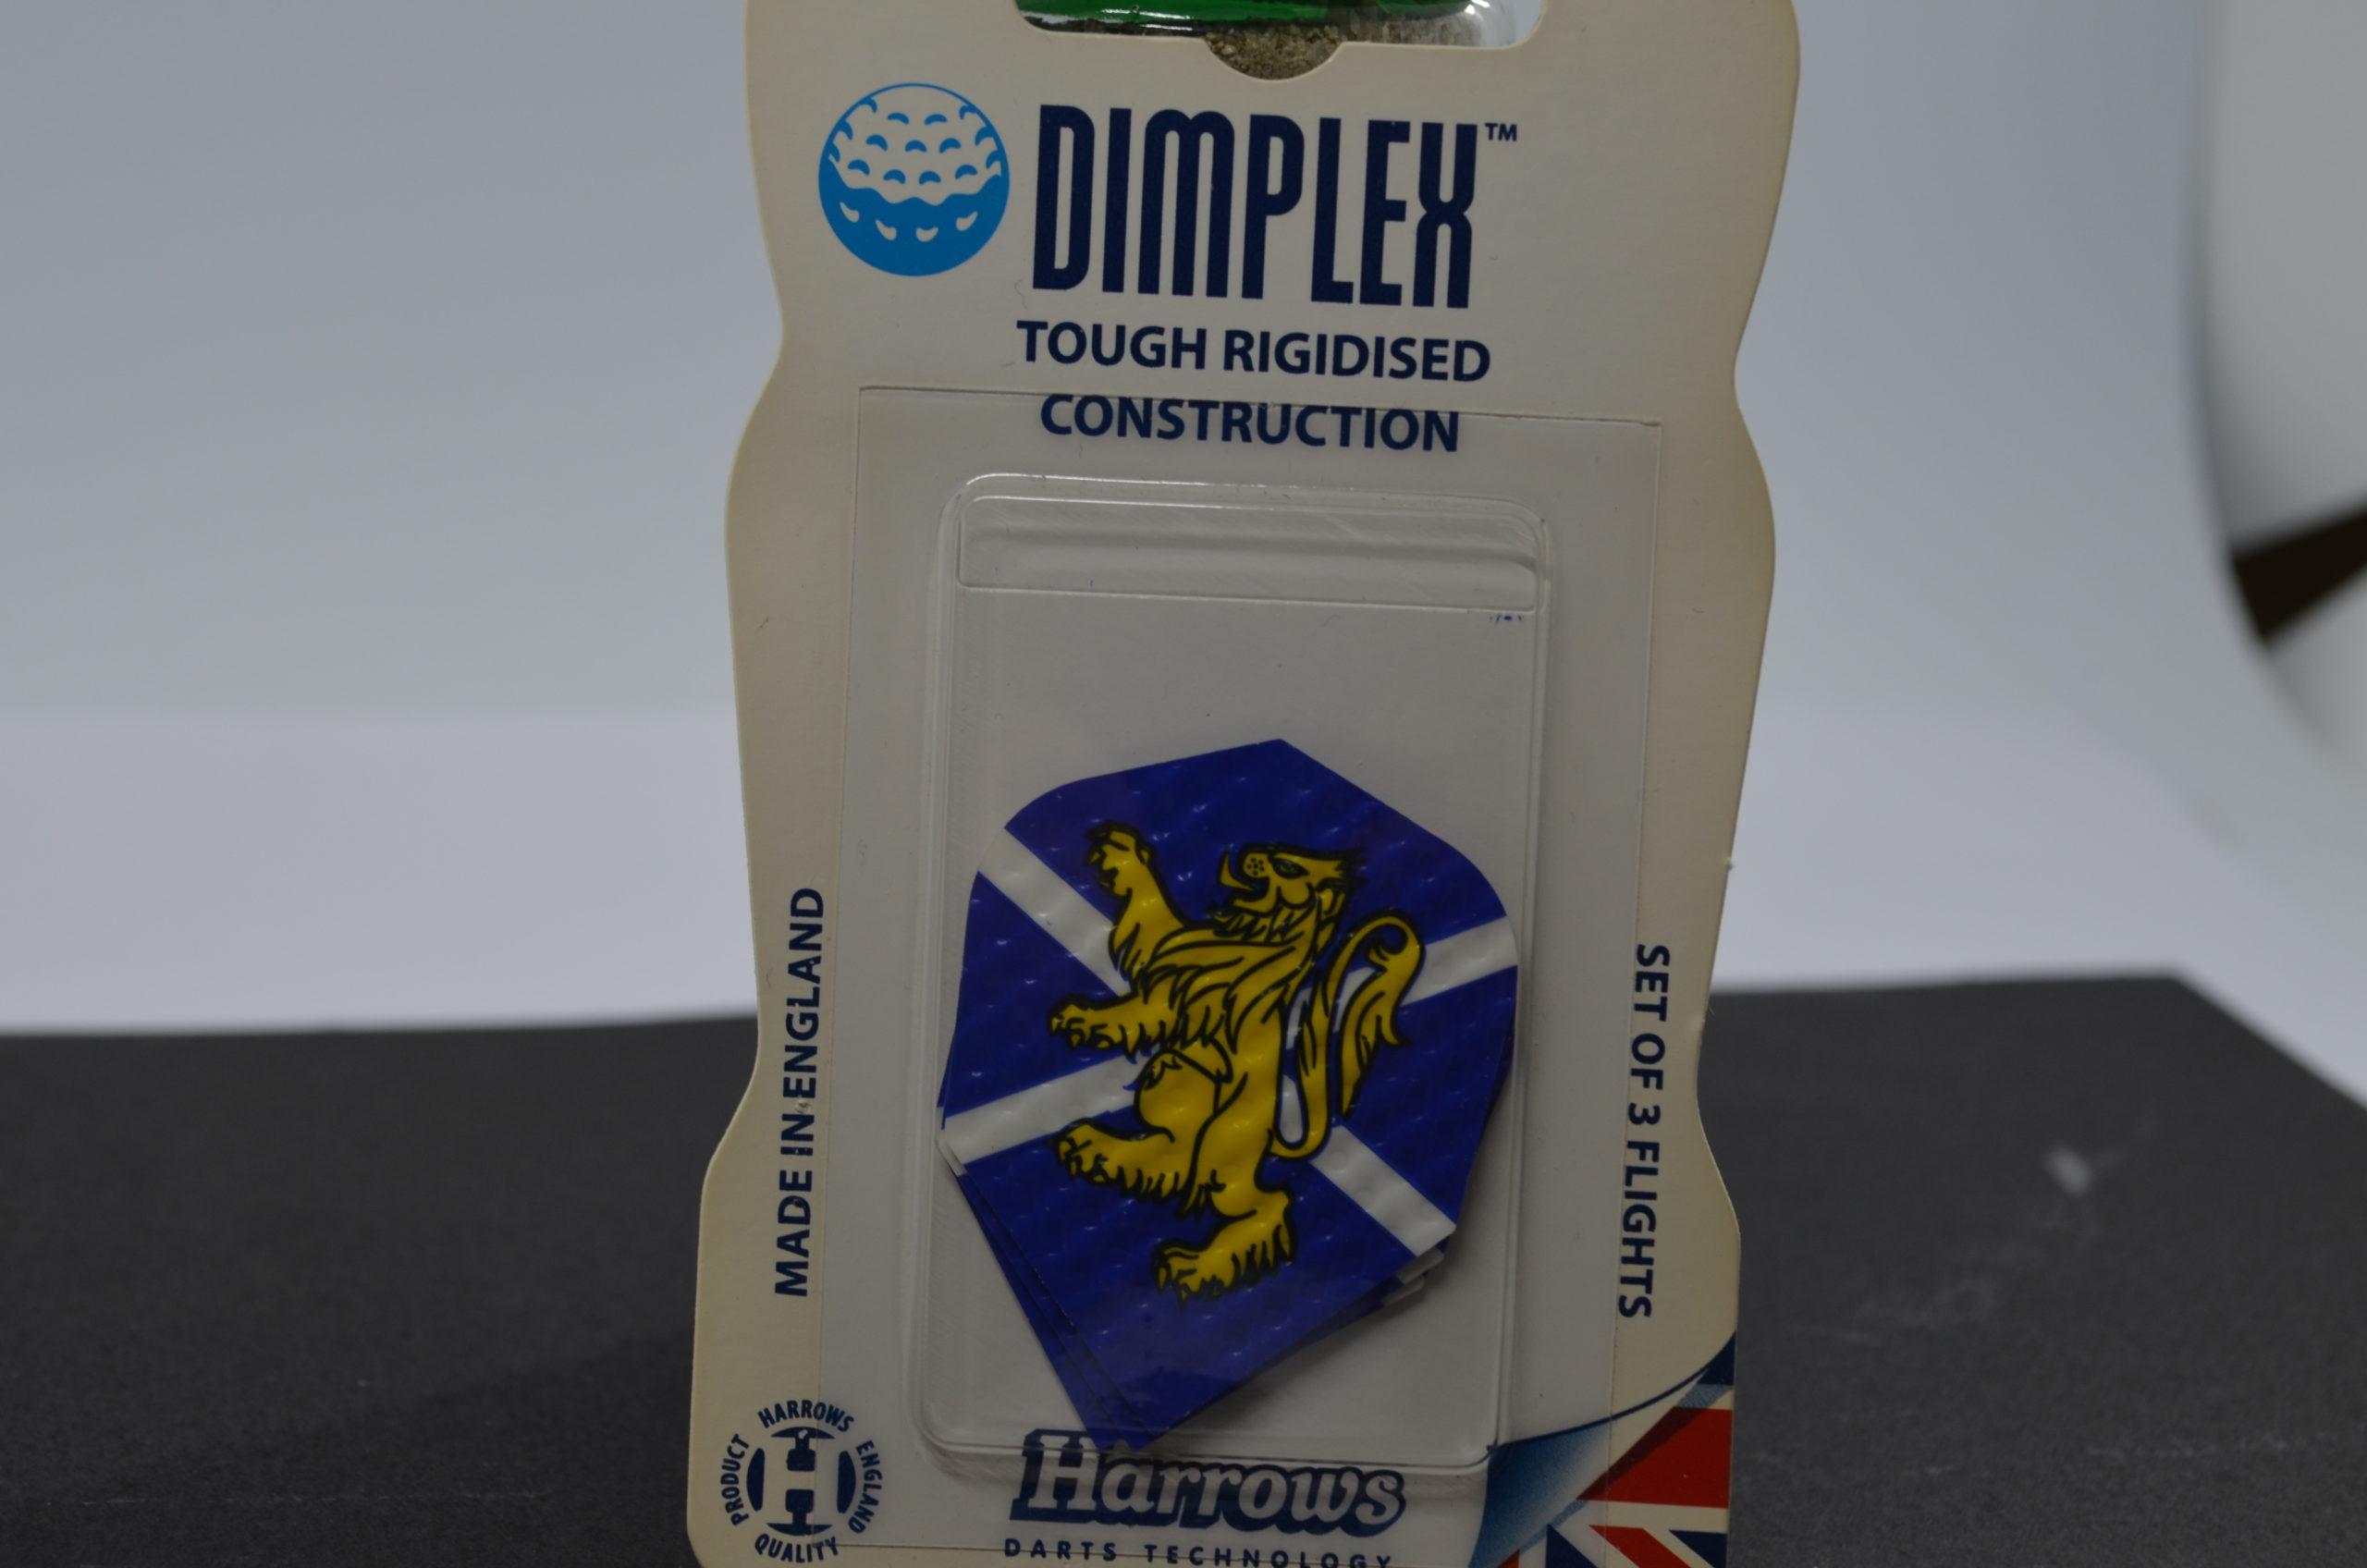 DIMPLEX™
TOUGH RIGIDISED
CONSTRUCTION
MADE IN ENGLAND
SET OF 3 FLIGHTS
HARROWS ENGLAND
PRODUCT QUALITY
H
Harrows
DARTS TECHNOLOGY